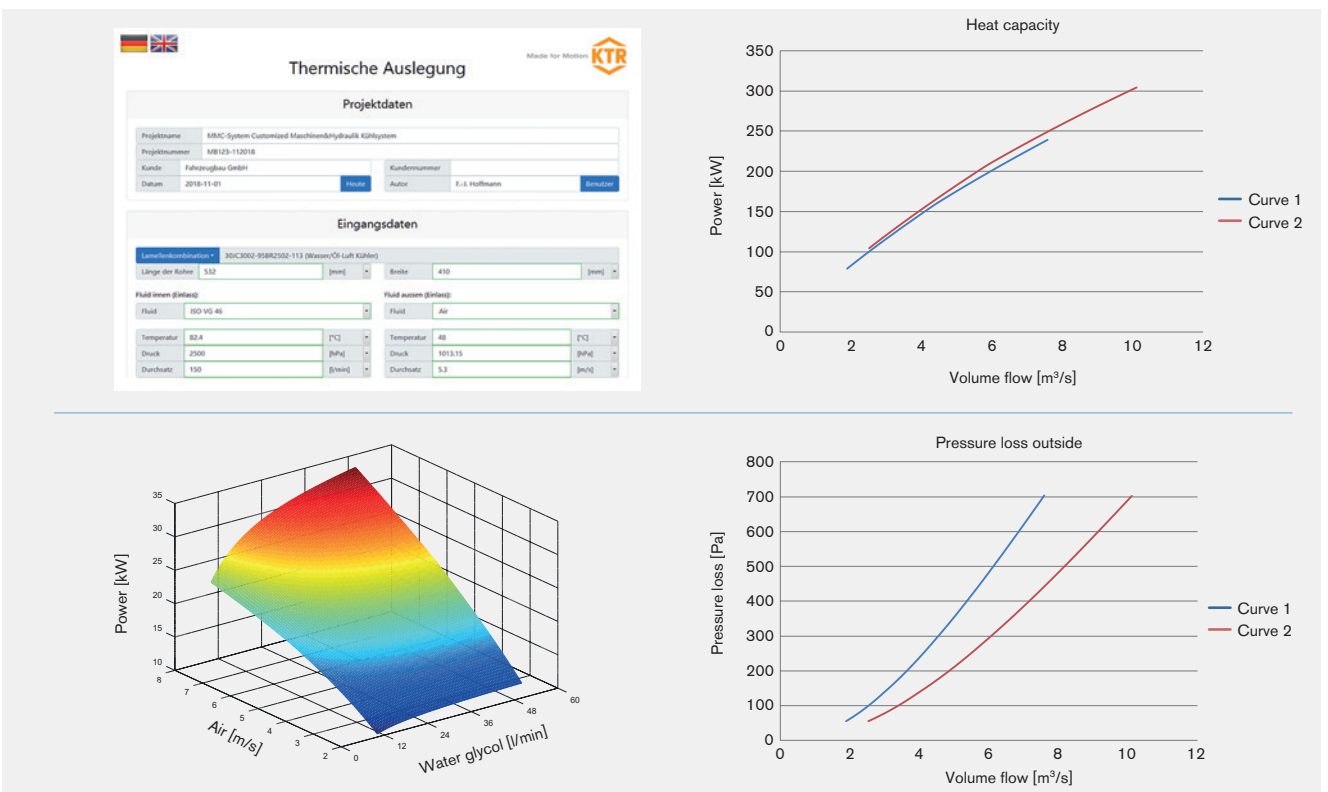 Made for Motion KTR
Thermische Auslegung
Projektdaten
Projektname MMC-System Customized Maschinen&Hydraulik Kühlsystem
Projektnummer MB123-112018
Kunde Fahrzeugbau GmbH Kundennummer
Datum 2018-11-01 Heute Autor F.-J. Hoffmann Benutzer
Eingangsdaten
Lamellenkombination 30JC3002-958R2502-113 (Wasser/Öl-Luft Kühler)
Länge der Rohre 532 [mm] Breite 410 [mm]
Fluid innen (Einlass): Fluid aussen (Einlass):
Fluid ISO VG 46 Fluid Air
Temperatur 82.4 [°C] Temperatur 48 [°C]
Druck 2500 [hPa] Druck 1013.15 [hPa]
Durchsatz 150 [l/min] Durchsatz 5.3 [m/s]
Heat capacity
350
300
250
200
150
100
50
0
Power [kW]
0 2 4 6 8 10 12
Volume flow [m³/s]
Curve 1
Curve 2
35
30
25
20
15
10
Power [kW]
8 7 6 5 4 3 2
Air [m/s]
0 12 24 36 48 60
Water glycol [l/min]
Pressure loss outside
800
700
600
500
400
300
200
100
0
Pressure loss [Pa]
0 2 4 6 8 10 12
Volume flow [m³/s]
Curve 1
Curve 2